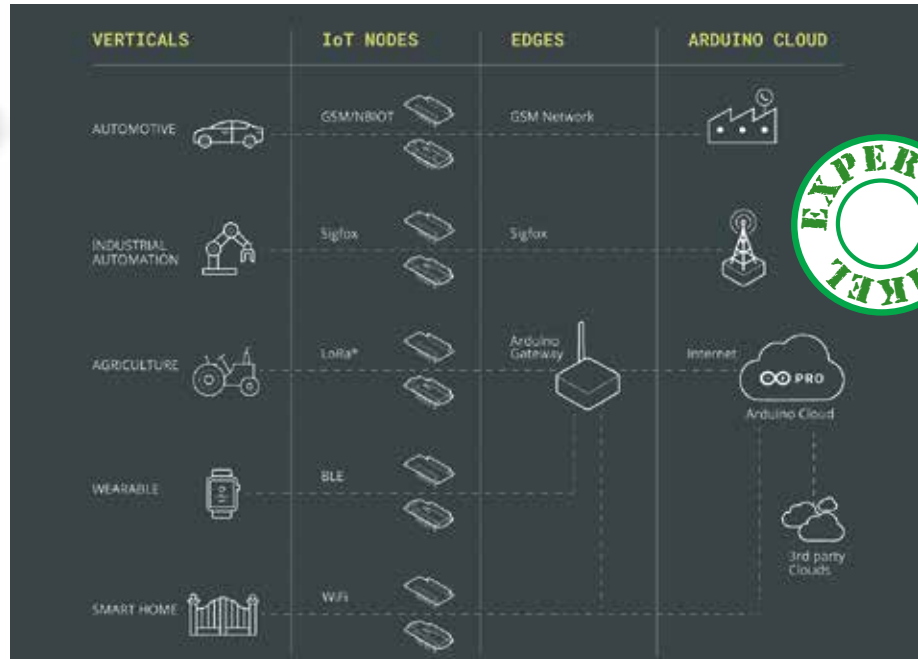 VERTICALS
IoT NODES
EDGES
ARDUINO CLOUD
AUTOMOTIVE
GSM/NBIOT
GSM Network
INDUSTRIAL
AUTOMATION
Sigfox
Sigfox
AGRICULTURE
LoRa*
Arduino
Gateway
Internet
PRO
Arduino Cloud
WEARABLE
BLE
3rd party
Clouds
SMART HOME
WiFi